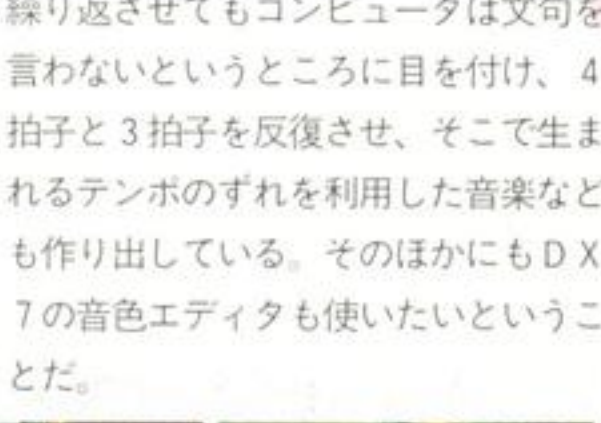 繰り返させてもコンピュータは文句を
言わないというところに目を付け、4
拍子と3拍子を反復させ、そこで生ま
れるテンポのずれを利用した音楽など
も作り出している。そのほかにもDX
7の音色エディタも使いたいというこ
とだ。